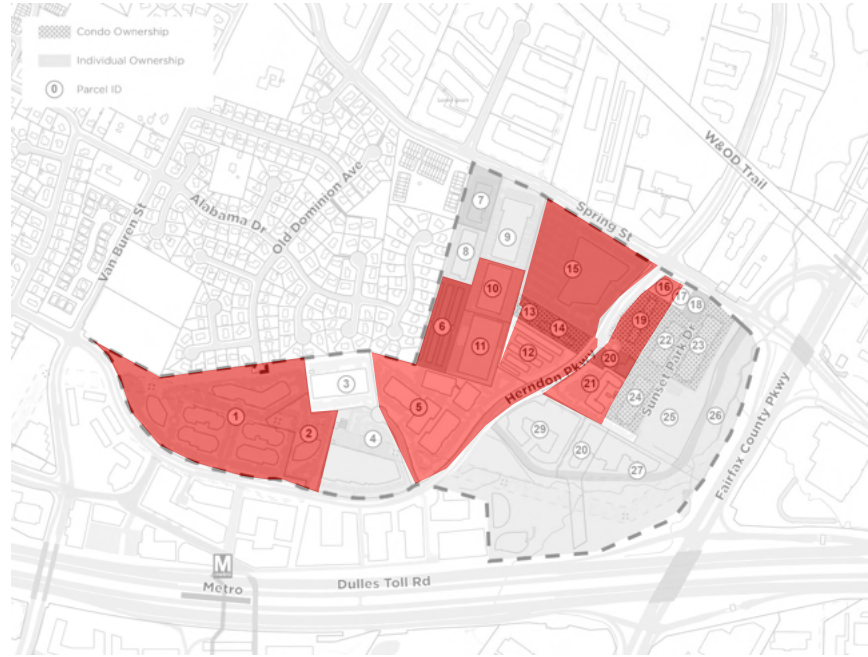 Condo Ownership
Individual Ownership
0 Parcel ID
W&OD Trail
Spring St
Old Dominion Ave
Alabama Dr
Van Buren St
7
8
9
15
10
6
11
13
14
12
16
17
18
19
22
23
20
21
24
25
26
Sunset Park Dr
Herndon Pkwy
Fairfax County Pkwy
3
1
2
5
4
29
20
27
M
Metro
Dulles Toll Rd